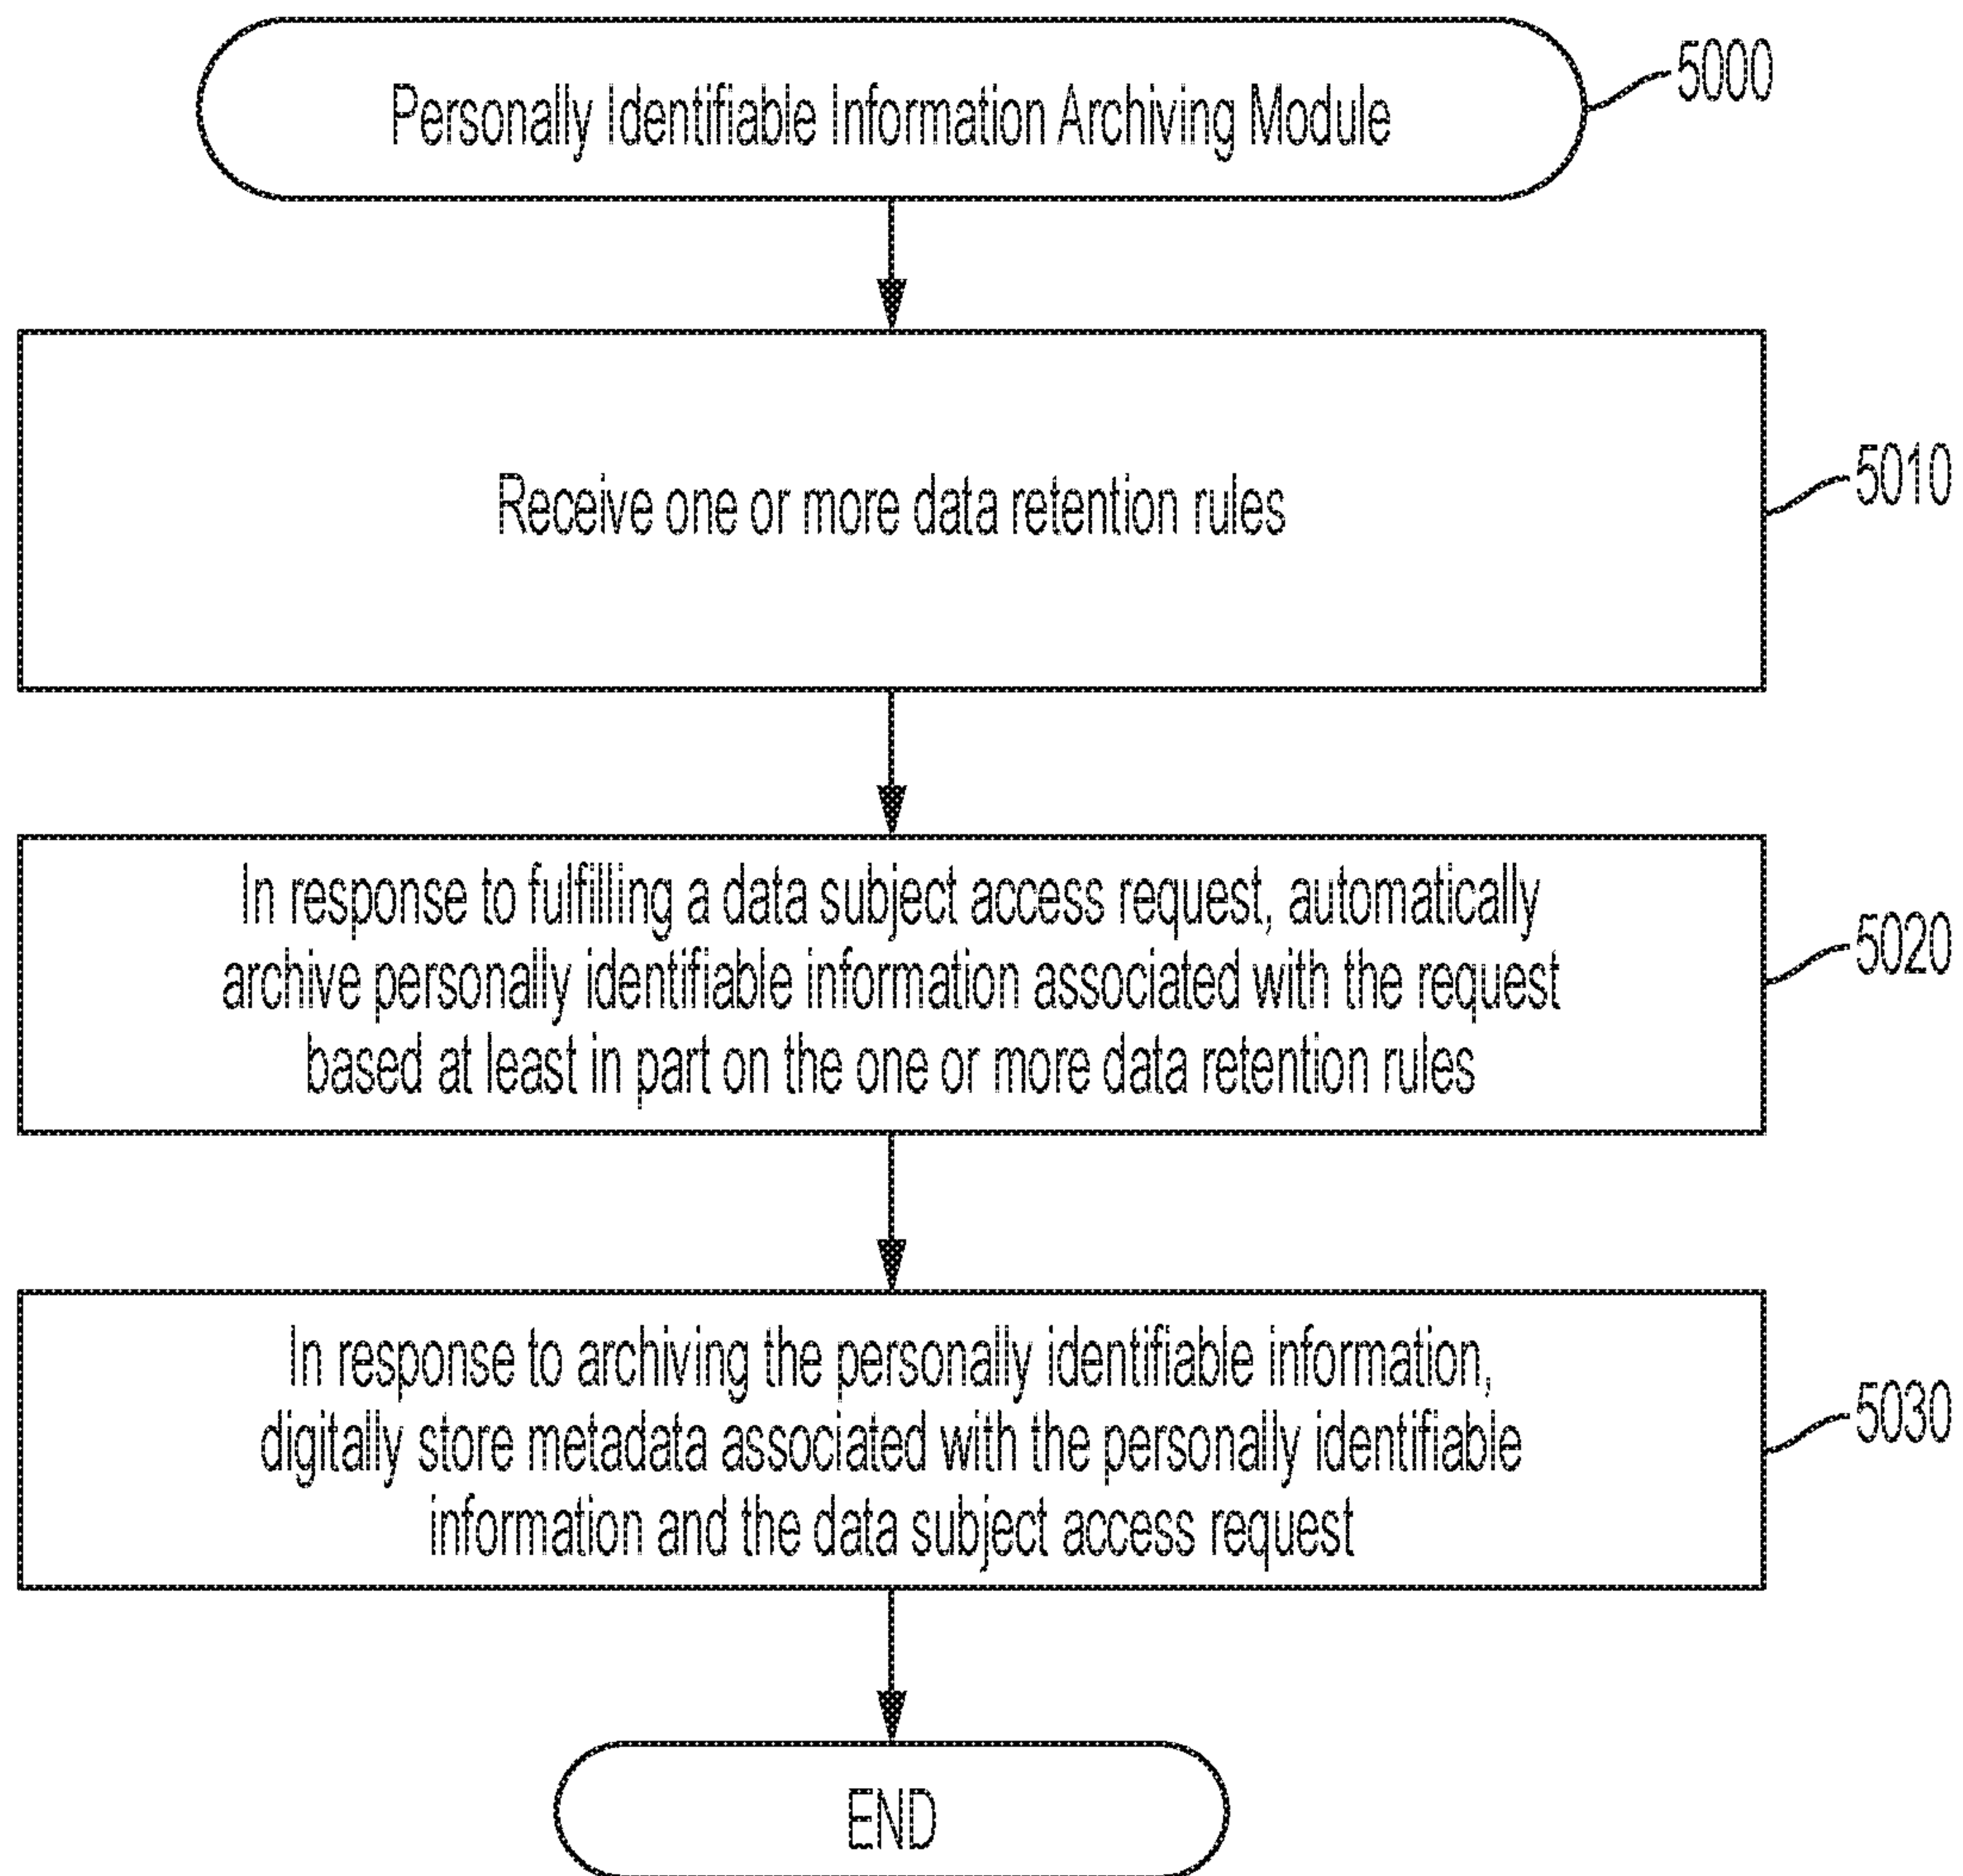 Personally Identifiable Information Archiving Module
5000
Receive one or more data retention rules
5010
In response to fulfilling a data subject access request, automatically
archive personally identifiable information associated with the request
based at least in part on the one or more data retention rules
5020
In response to archiving the personally identifiable information,
digitally store metadata associated with the personally identifiable
information and the data subject access request
5030
END